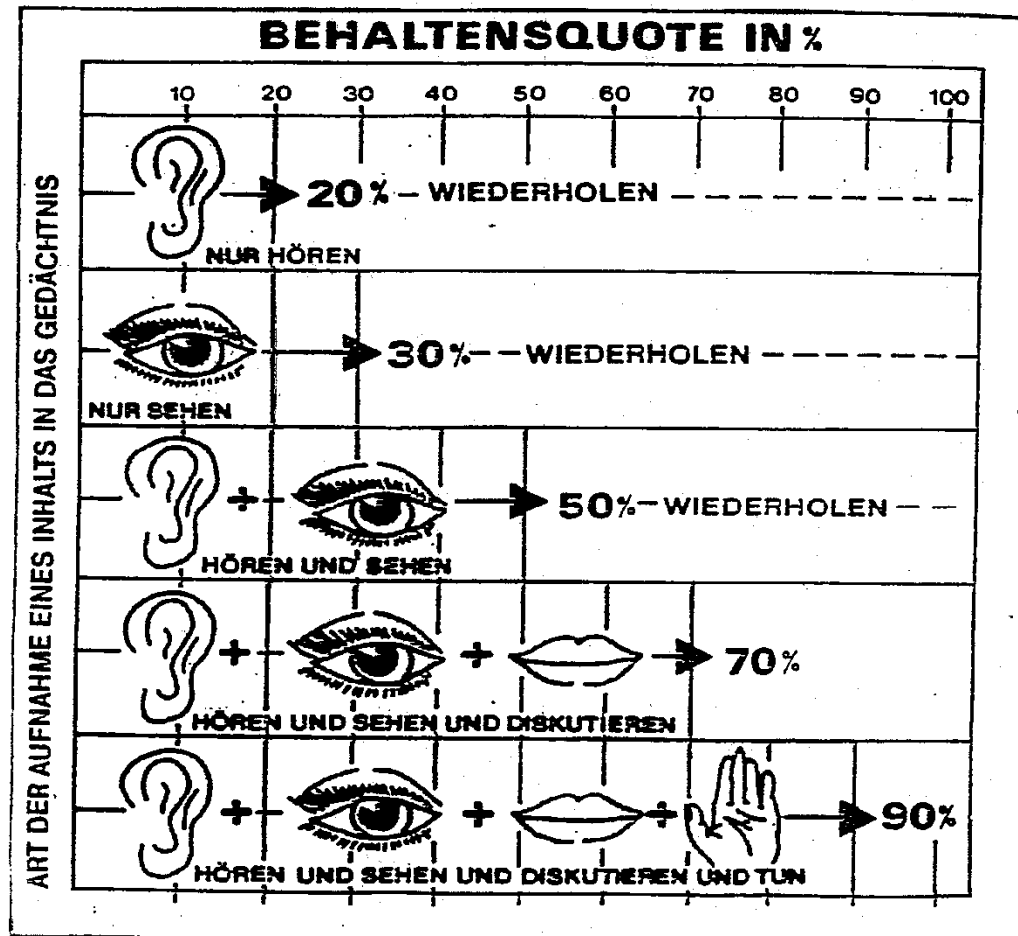 BEHALTENSQUOTE IN %
10 20 30 40 50 60 70 80 90 100
ART DER AUFNAHME EINES INHALTS IN DAS GEDÄCHTNIS
20% – WIEDERHOLEN
NUR HÖREN
30% – – WIEDERHOLEN
NUR SEHEN
+
50% – WIEDERHOLEN
HÖREN UND SEHEN
+ + 70%
HÖREN UND SEHEN UND DISKUTIEREN
+ + + 90%
HÖREN UND SEHEN UND DISKUTIEREN UND TUN